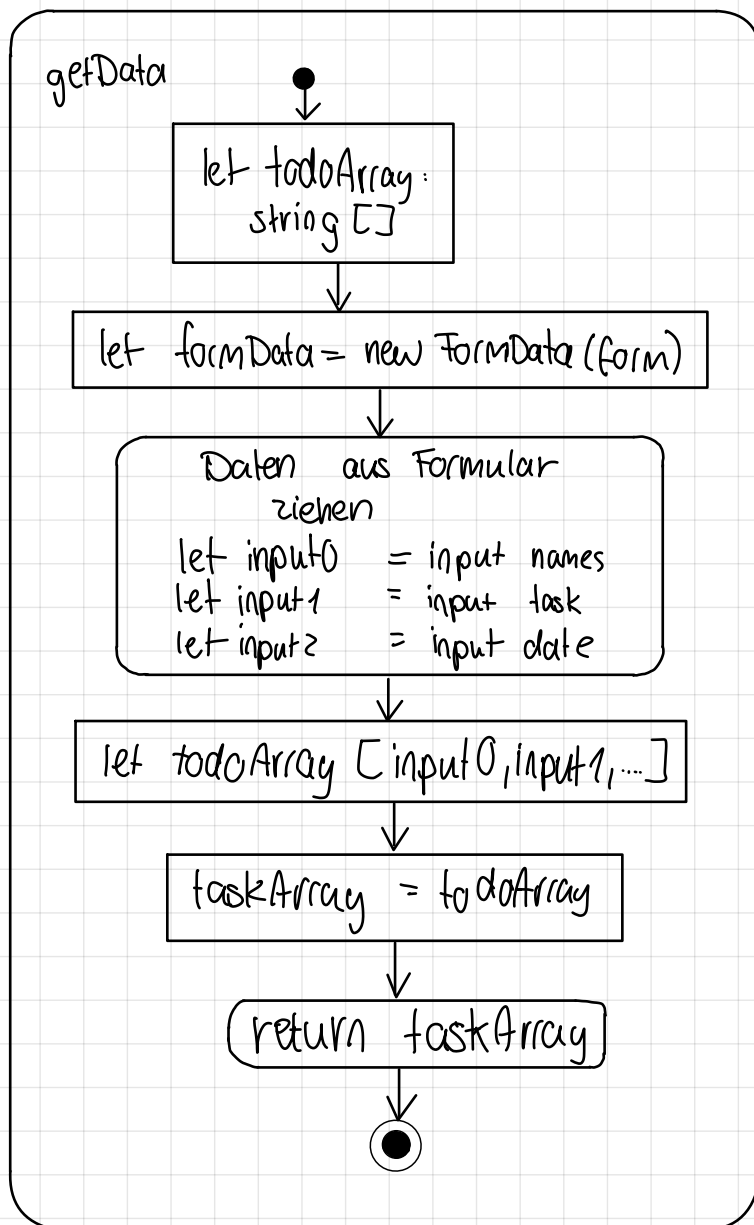 getData
let todoArray:
string []
let formData = new FormData (form)
Daten aus Formular
ziehen
let input0 = input names
let input1 = input task
let input2 = input date
let todoArray [input0, input1, ....]
taskArray = todoArray
return taskArray